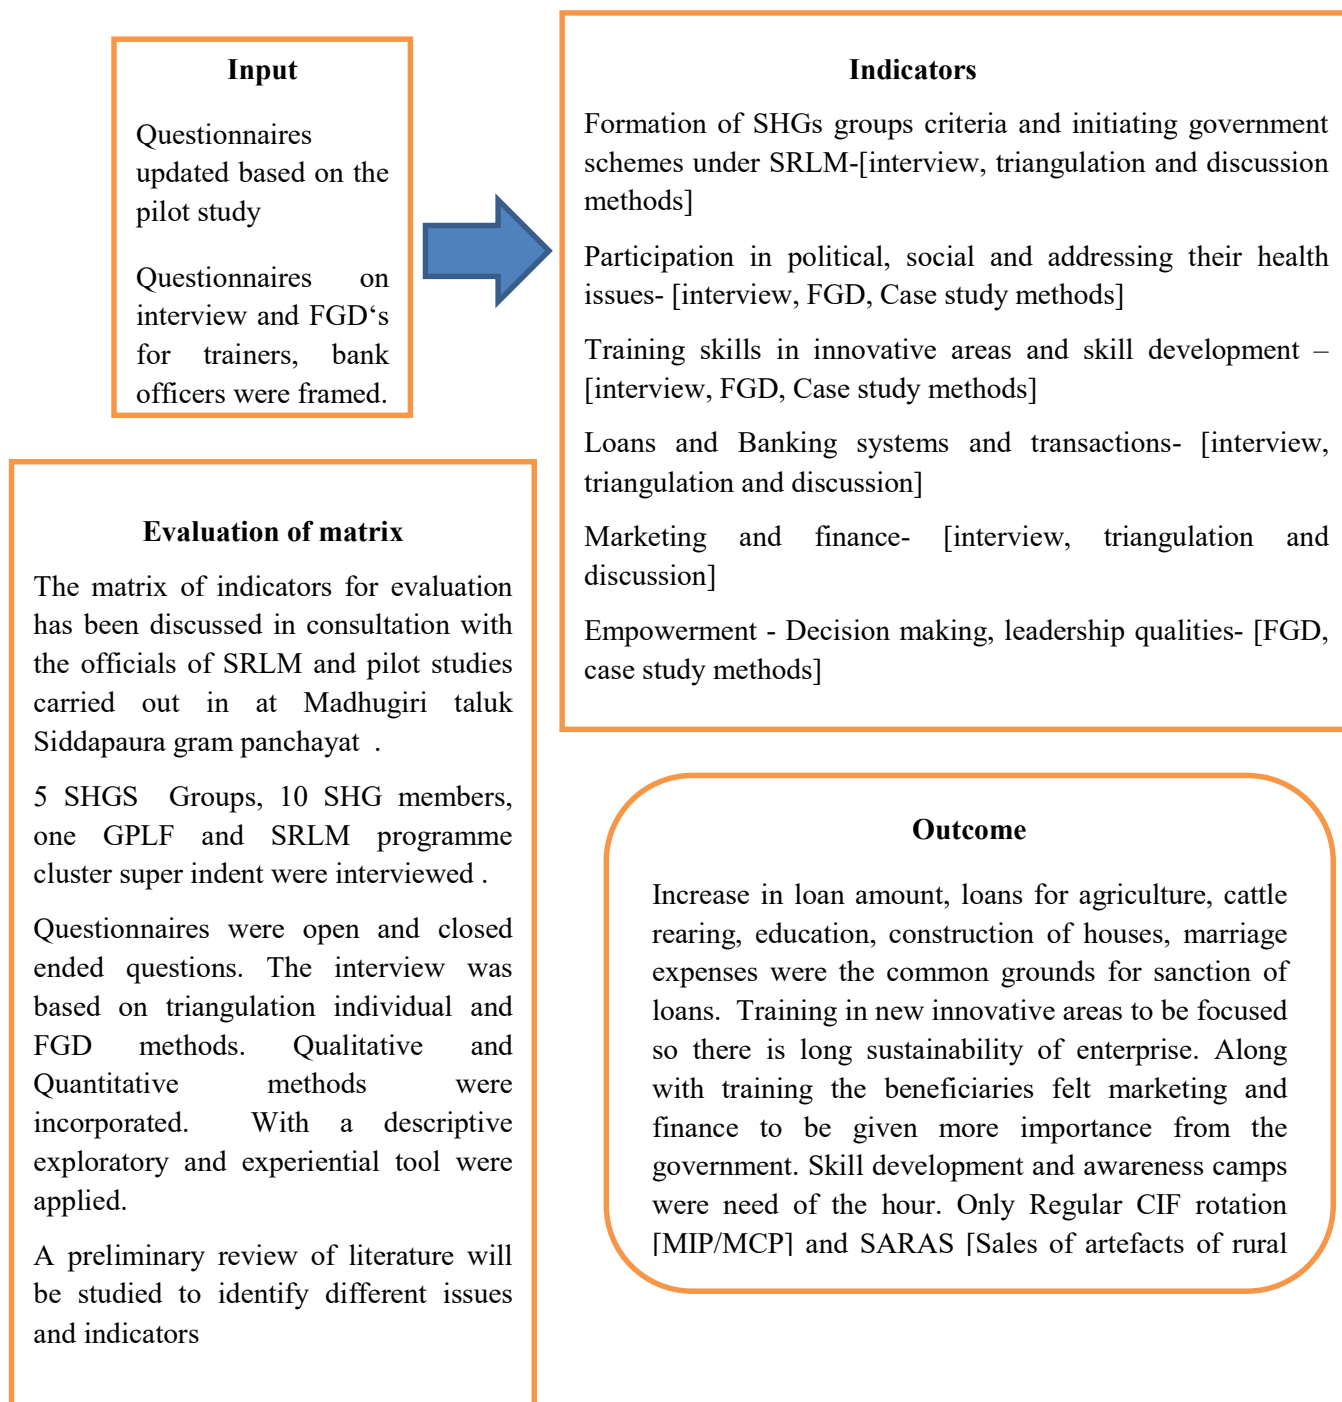 Input
Questionnaires
updated based on the
pilot study
Questionnaires on
interview and FGD‘s
for trainers, bank
officers were framed.
Indicators
Formation of SHGs groups criteria and initiating government
schemes under SRLM-[interview, triangulation and discussion
methods]
Participation in political, social and addressing their health
issues- [interview, FGD, Case study methods]
Training skills in innovative areas and skill development –
[interview, FGD, Case study methods]
Loans and Banking systems and transactions- [interview,
triangulation and discussion]
Marketing and finance- [interview, triangulation and
discussion]
Empowerment - Decision making, leadership qualities- [FGD,
case study methods]
Evaluation of matrix
The matrix of indicators for evaluation
has been discussed in consultation with
the officials of SRLM and pilot studies
carried out in at Madhugiri taluk
Siddapaura gram panchayat .
5 SHGS Groups, 10 SHG members,
one GPLF and SRLM programme
cluster super indent were interviewed .
Questionnaires were open and closed
ended questions. The interview was
based on triangulation individual and
FGD methods. Qualitative and
Quantitative methods were
incorporated. With a descriptive
exploratory and experiential tool were
applied.
A preliminary review of literature will
be studied to identify different issues
and indicators
Outcome
Increase in loan amount, loans for agriculture, cattle
rearing, education, construction of houses, marriage
expenses were the common grounds for sanction of
loans. Training in new innovative areas to be focused
so there is long sustainability of enterprise. Along
with training the beneficiaries felt marketing and
finance to be given more importance from the
government. Skill development and awareness camps
were need of the hour. Only Regular CIF rotation
[MIP/MCP] and SARAS [Sales of artefacts of rural